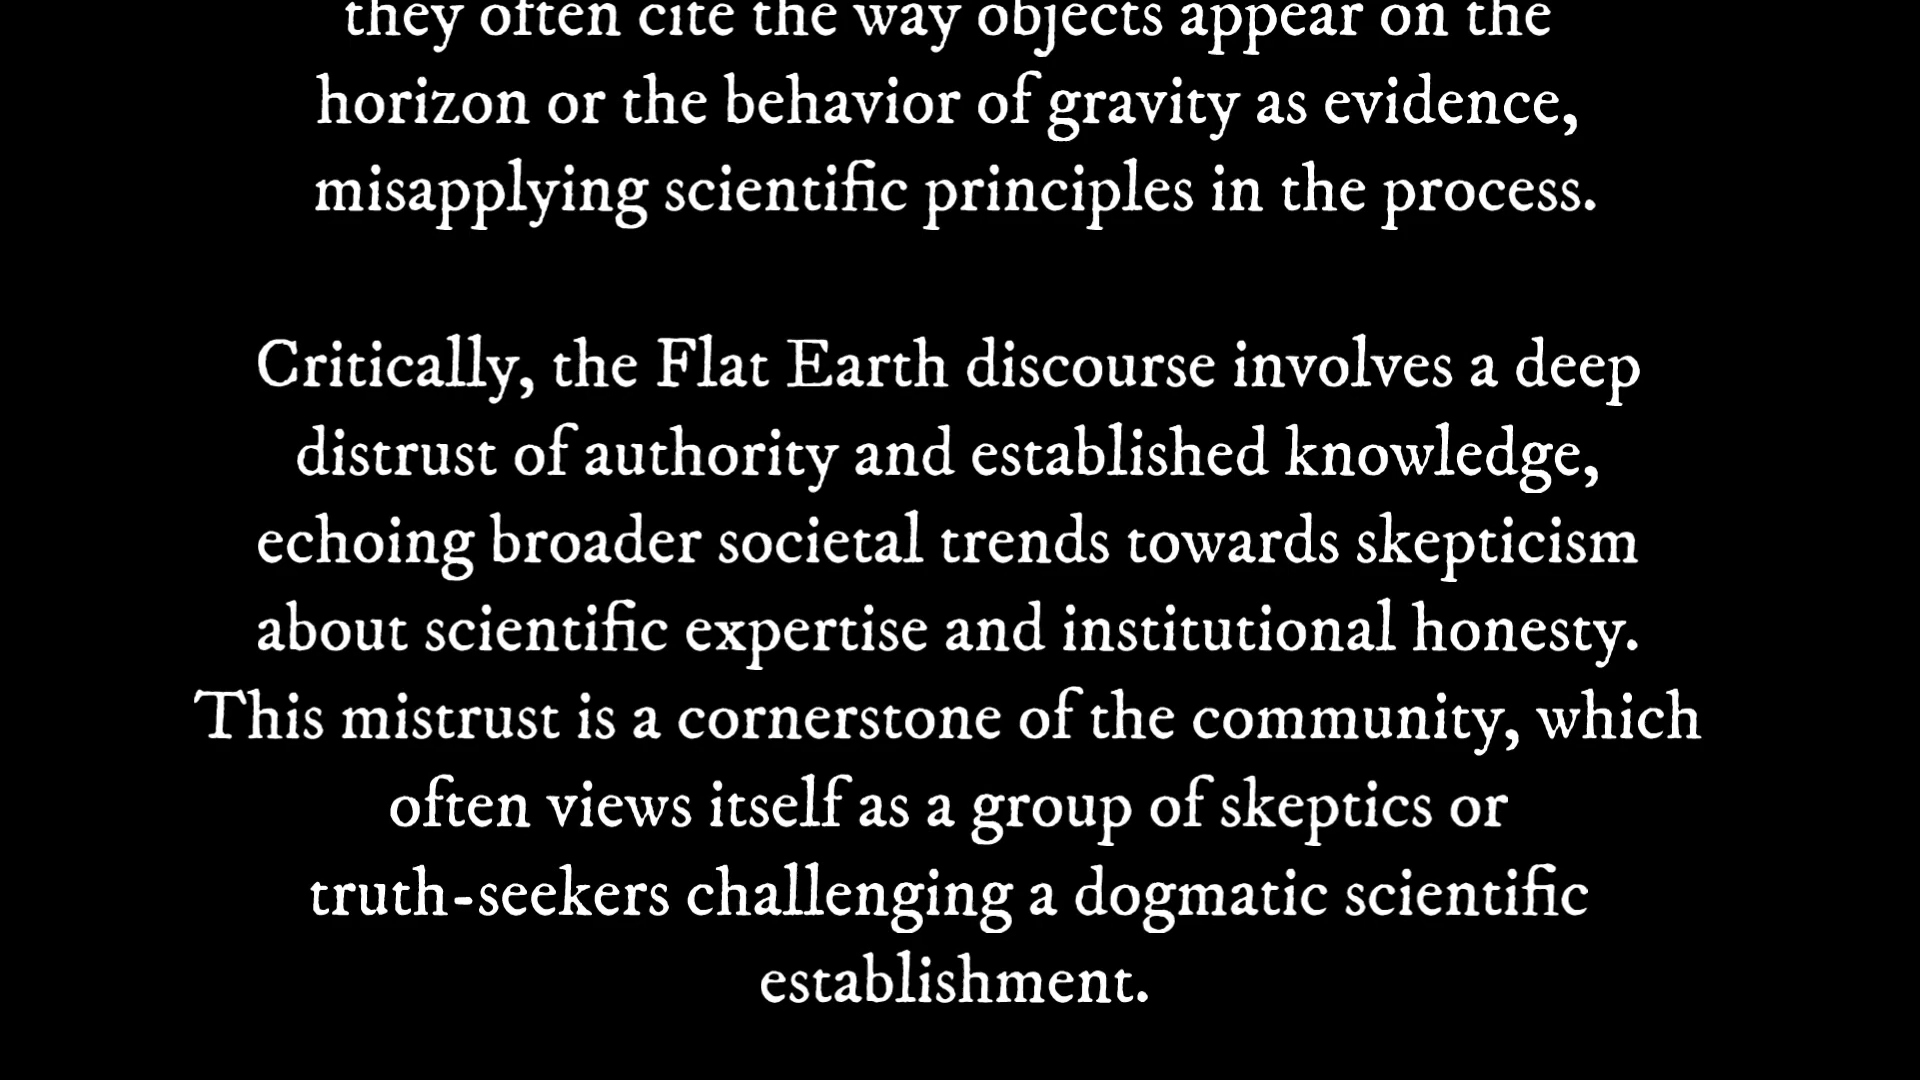 they often cite the way objects appear on the
horizon or the behavior of gravity as evidence,
misapplying scientific principles in the process.
Critically, the Flat Earth discourse involves a deep
distrust of authority and established knowledge,
echoing broader societal trends towards skepticism
about scientific expertise and institutional honesty.
This mistrust is a cornerstone of the community, which
often views itself as a group of skeptics or
truth-seekers challenging a dogmatic scientific
establishment.